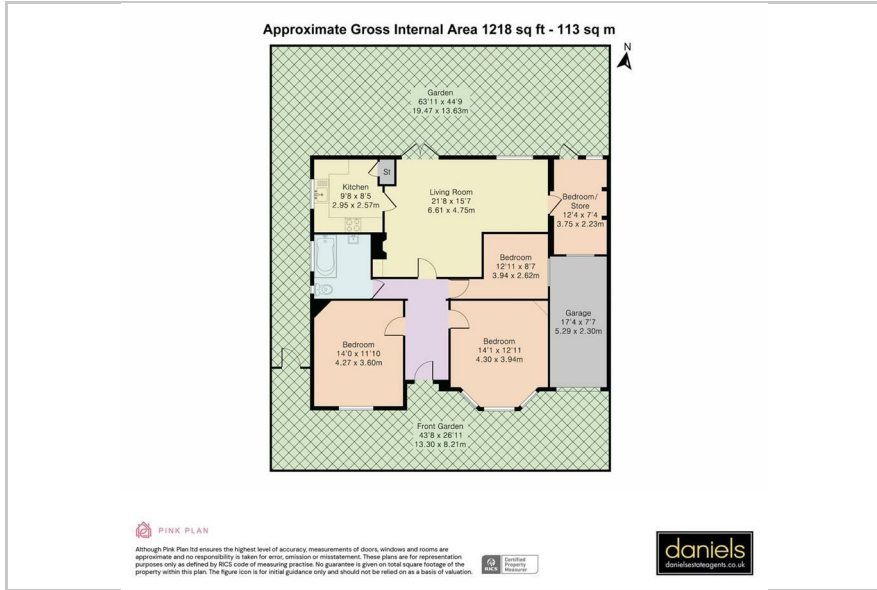 Approximate Gross Internal Area 1218 sq ft - 113 sq m
N
Garden
63'11 x 44'9
19.47 x 13.63m
Kitchen
9'8 x 8'5
2.95 x 2.57m
St
Living Room
21'8 x 15'7
6.61 x 4.75m
Bedroom/
Store
12'4 x 7'4
3.75 x 2.23m
Bedroom
12'11 x 8'7
3.94 x 2.62m
Bedroom
14'0 x 11'10
4.27 x 3.60m
Bedroom
14'1 x 12'11
4.30 x 3.94m
Garage
17'4 x 7'7
5.29 x 2.30m
Front Garden
43'8 x 26'11
13.30 x 8.21m
PINK PLAN
Although Pink Plan ltd ensures the highest level of accuracy, measurements of doors, windows and rooms are
approximate and no responsibility is taken for error, omission or misstatement. These plans are for representation
purposes only as defined by RICS code of measuring practise. No guarantee is given on total square footage of the
property within this plan. The figure icon is for initial guidance only and should not be relied on as a basis of valuation.
RICS
Certified
Property
Measurer
daniels
danielsestateagents.co.uk